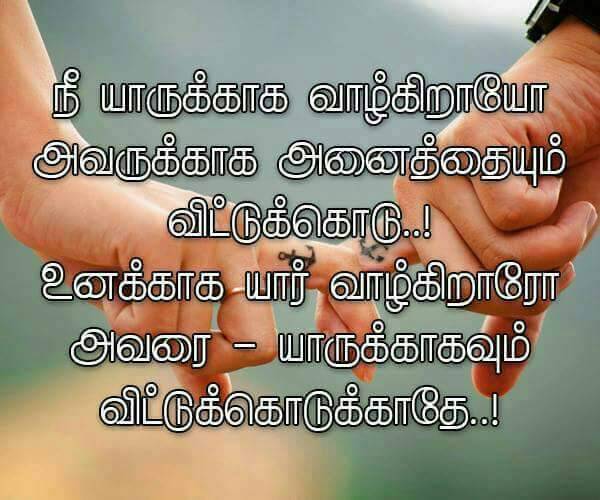 நீ யாருக்காக வாழ்கிறாயோ
அவருக்காக அனைத்தையும்
விட்டுக்கொடு..!
உனக்காக யார் வாழ்கிறாரோ
அவரை – யாருக்காகவும்
விட்டுக்கொடுக்காதே..!